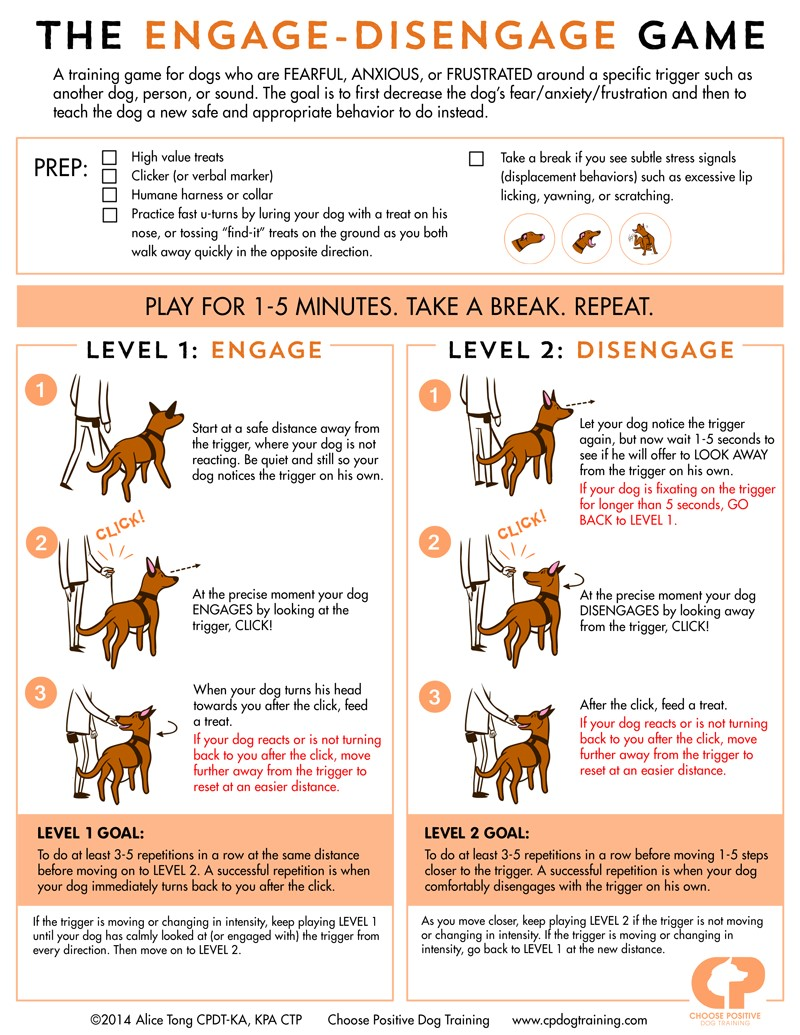 THE ENGAGE-DISENGAGE GAME
A training game for dogs who are FEARFUL, ANXIOUS, or FRUSTRATED around a specific trigger such as
another dog, person, or sound. The goal is to first decrease the dog's fear/anxiety/frustration and then to
teach the dog a new safe and appropriate behavior to do instead.
PREP:
High value treats
Clicker (or verbal marker)
Humane harness or collar
Practice fast u-turns by luring your dog with a treat on his
nose, or tossing "find-it" treats on the ground as you both
walk away quickly in the opposite direction.
Take a break if you see subtle stress signals
(displacement behaviors) such as excessive lip
licking, yawning, or scratching.
PLAY FOR 1-5 MINUTES. TAKE A BREAK. REPEAT.
LEVEL 1: ENGAGE
1
Start at a safe distance away from
the trigger, where your dog is not
reacting. Be quiet and still so your
dog notices the trigger on his own.
CLICK!
2
At the precise moment your dog
ENGAGES by looking at the
trigger, CLICK!
3
When your dog turns his head
towards you after the click, feed
a treat.
If your dog reacts or is not turning
back to you after the click, move
further away from the trigger to
reset at an easier distance.
LEVEL 1 GOAL:
To do at least 3-5 repetitions in a row at the same distance
before moving on to LEVEL 2. A successful repetition is when
your dog immediately turns back to you after the click.
If the trigger is moving or changing in intensity, keep playing LEVEL 1
until your dog has calmly looked at (or engaged with) the trigger from
every direction. Then move on to LEVEL 2.
LEVEL 2: DISENGAGE
1
Let your dog notice the trigger
again, but now wait 1-5 seconds to
see if he will offer to LOOK AWAY
from the trigger on his own.
If your dog is fixating on the trigger
for longer than 5 seconds, GO
BACK to LEVEL 1.
CLICK!
2
At the precise moment your dog
DISENGAGES by looking away
from the trigger, CLICK!
3
After the click, feed a treat.
If your dog reacts or is not turning
back to you after the click, move
further away from the trigger to
reset at an easier distance.
LEVEL 2 GOAL:
To do at least 3-5 repetitions in a row before moving 1-5 steps
closer to the trigger. A successful repetition is when your dog
comfortably disengages with the trigger on his own.
As you move closer, keep playing LEVEL 2 if the trigger is not moving
or changing in intensity. If the trigger is moving or changing in
intensity, go back to LEVEL 1 at the new distance.
CP
CHOOSE POSITIVE
DOG TRAINING
©2014 Alice Tong CPDT-KA, KPA CTP Choose Positive Dog Training www.cpdogtraining.com